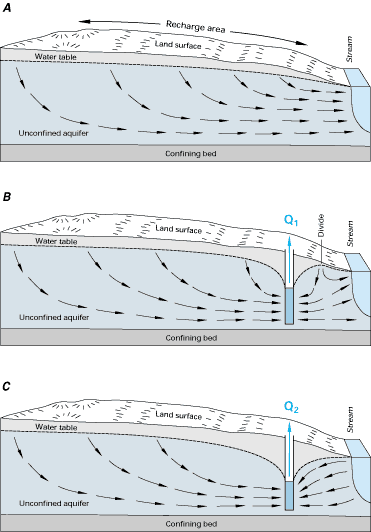 A
Recharge area
Stream
Land surface
Water table
Unconfined aquifer
Confining bed
B
Q1
Divide
Stream
Land surface
Water table
Unconfined aquifer
Confining bed
C
Q2
Stream
Land surface
Water table
Unconfined aquifer
Confining bed